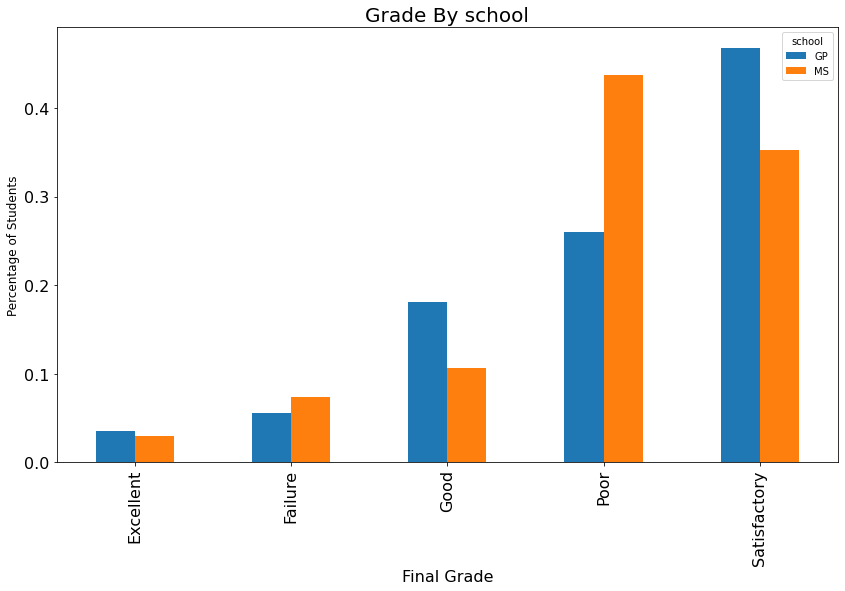 Grade By school
school
GP
MS
Percentage of Students
0.4
0.3
0.2
0.1
0.0
Excellent
Failure
Good
Poor
Satisfactory
Final Grade